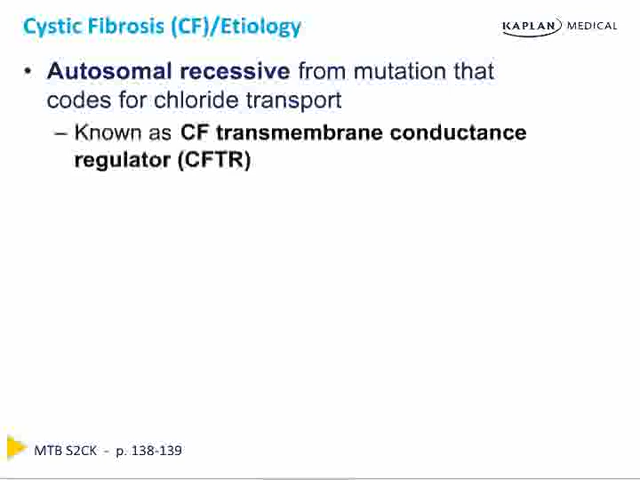 Cystic Fibrosis (CF)/Etiology
KAPLAN MEDICAL
• Autosomal recessive from mutation that
codes for chloride transport
– Known as CF transmembrane conductance
regulator (CFTR)
MTB S2CK - p. 138-139